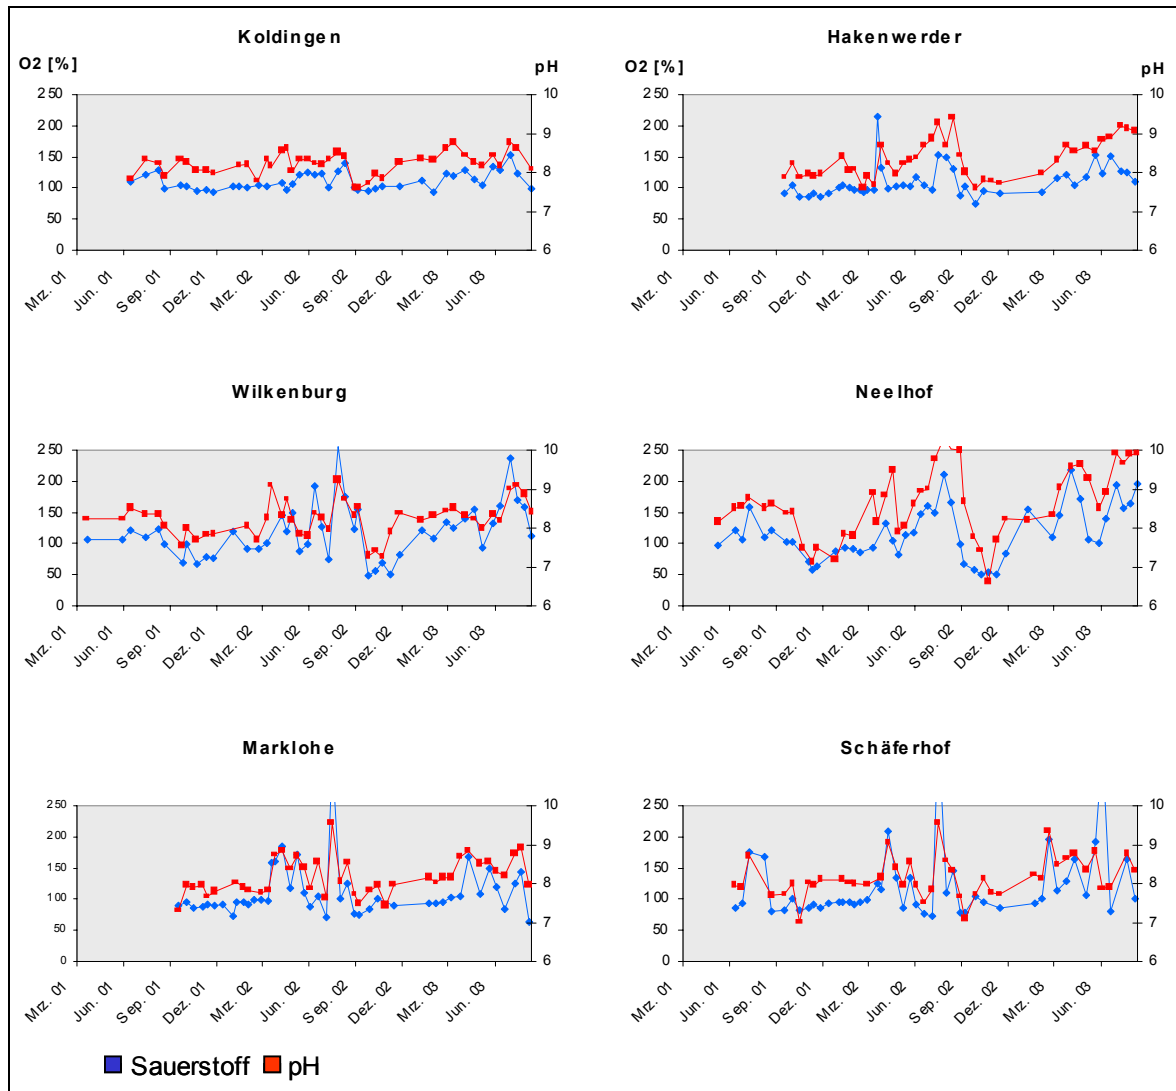 Koldingen
Hakenwerder
O2 [%]
pH
O2 [%]
pH
250
200
150
100
50
0
10
9
8
7
6
250
200
150
100
50
0
10
9
8
7
6
Mrz. 01
Jun. 01
Sep. 01
Dez. 01
Mrz. 02
Jun. 02
Sep. 02
Dez. 02
Mrz. 03
Jun. 03
Mrz. 01
Jun. 01
Sep. 01
Dez. 01
Mrz. 02
Jun. 02
Sep. 02
Dez. 02
Mrz. 03
Jun. 03
Wilkenburg
Neelhof
250
200
150
100
50
0
10
9
8
7
6
250
200
150
100
50
0
10
9
8
7
6
Mrz. 01
Jun. 01
Sep. 01
Dez. 01
Mrz. 02
Jun. 02
Sep. 02
Dez. 02
Mrz. 03
Jun. 03
Mrz. 01
Jun. 01
Sep. 01
Dez. 01
Mrz. 02
Jun. 02
Sep. 02
Dez. 02
Mrz. 03
Jun. 03
Marklohe
Schäferhof
250
200
150
100
50
0
10
9
8
7
6
250
200
150
100
50
0
10
9
8
7
6
Mrz. 01
Jun. 01
Sep. 01
Dez. 01
Mrz. 02
Jun. 02
Sep. 02
Dez. 02
Mrz. 03
Jun. 03
Mrz. 01
Jun. 01
Sep. 01
Dez. 01
Mrz. 02
Jun. 02
Sep. 02
Dez. 02
Mrz. 03
Jun. 03
Sauerstoff pH